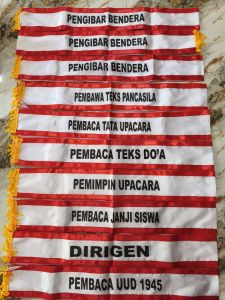 PENGIBAR BENDERA
PENGIBAR BENDERA
PENGIBAR BENDERA
PEMBAWA TEKS PANCASILA
PEMBACA TATA UPACARA
PEMBACA TEKS DO'A
PEMIMPIN UPACARA
PEMBACA JANJI SISWA
DIRIGEN
PEMBACA UUD 1945